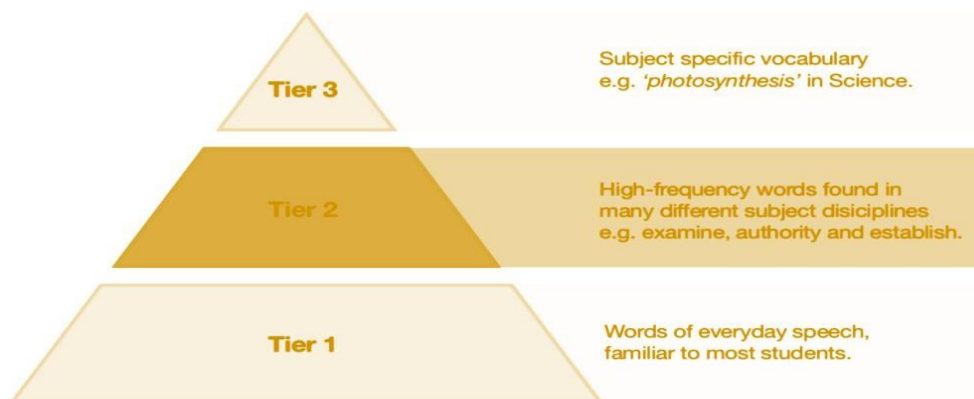 Tier 3
Subject specific vocabulary
e.g. ‘photosynthesis’ in Science.
Tier 2
High-frequency words found in
many different subject disiciplines
e.g. examine, authority and establish.
Tier 1
Words of everyday speech,
familiar to most students.